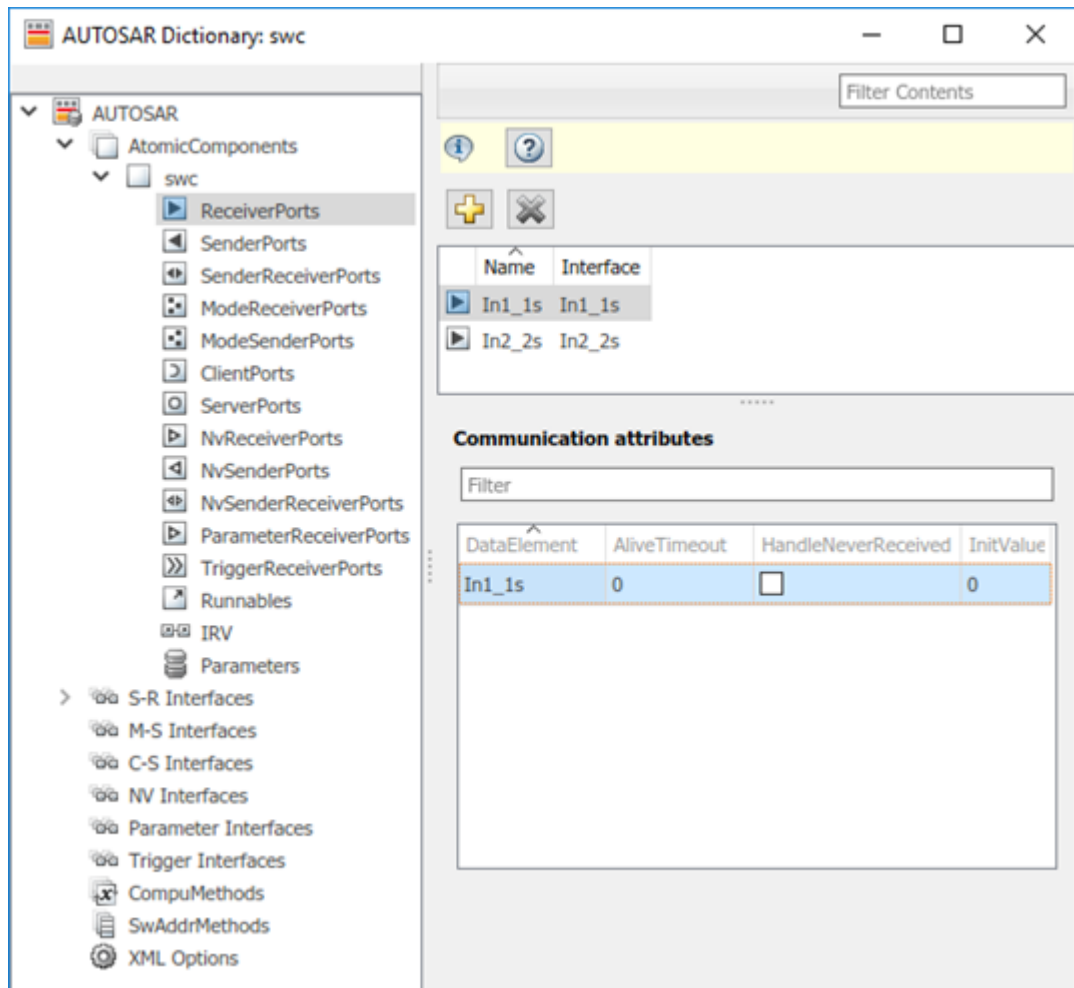 AUTOSAR Dictionary: swc
Filter Contents
AUTOSAR
AtomicComponents
swc
ReceiverPorts
SenderPorts
SenderReceiverPorts
ModeReceiverPorts
ModeSenderPorts
ClientPorts
ServerPorts
NvReceiverPorts
NvSenderPorts
NvSenderReceiverPorts
ParameterReceiverPorts
TriggerReceiverPorts
Runnables
IRV
Parameters
S-R Interfaces
M-S Interfaces
C-S Interfaces
NV Interfaces
Parameter Interfaces
Trigger Interfaces
CompuMethods
SwAddrMethods
XML Options
Name Interface
In1_1s In1_1s
In2_2s In2_2s
Communication attributes
Filter
DataElement AliveTimeout HandleNeverReceived InitValue
In1_1s 0 0